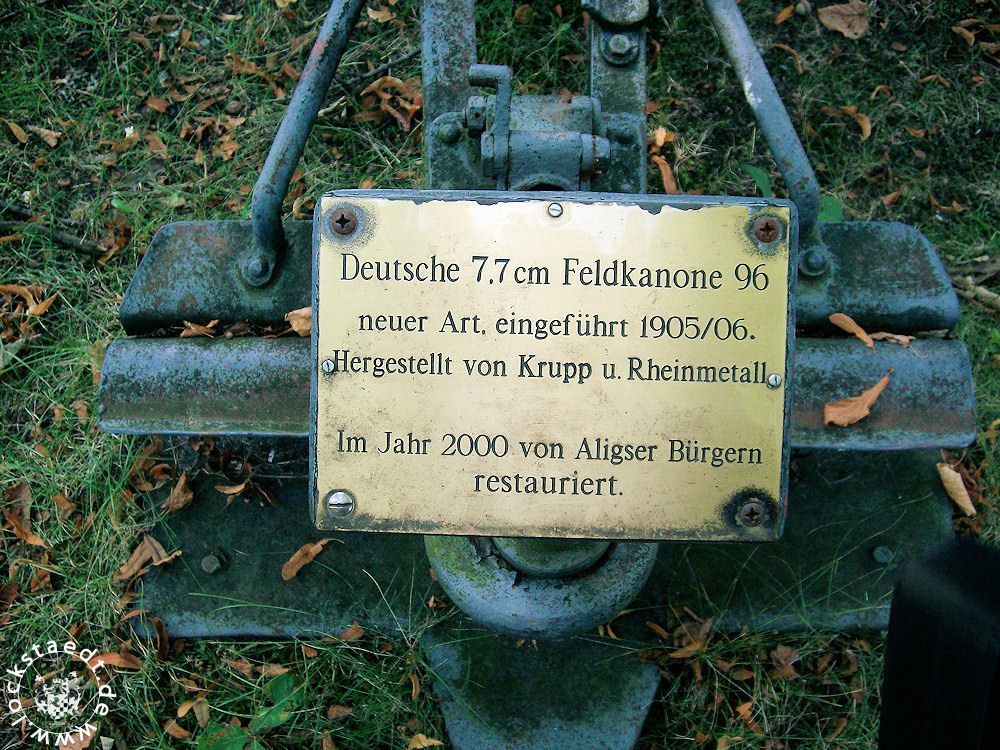 Deutsche 7,7cm Feldkanone 96
neuer Art, eingeführt 1905/06.
Hergestellt von Krupp u. Rheinmetall
Im Jahr 2000 von Aligser Bürgern
restauriert.
www.lockstaedt.de